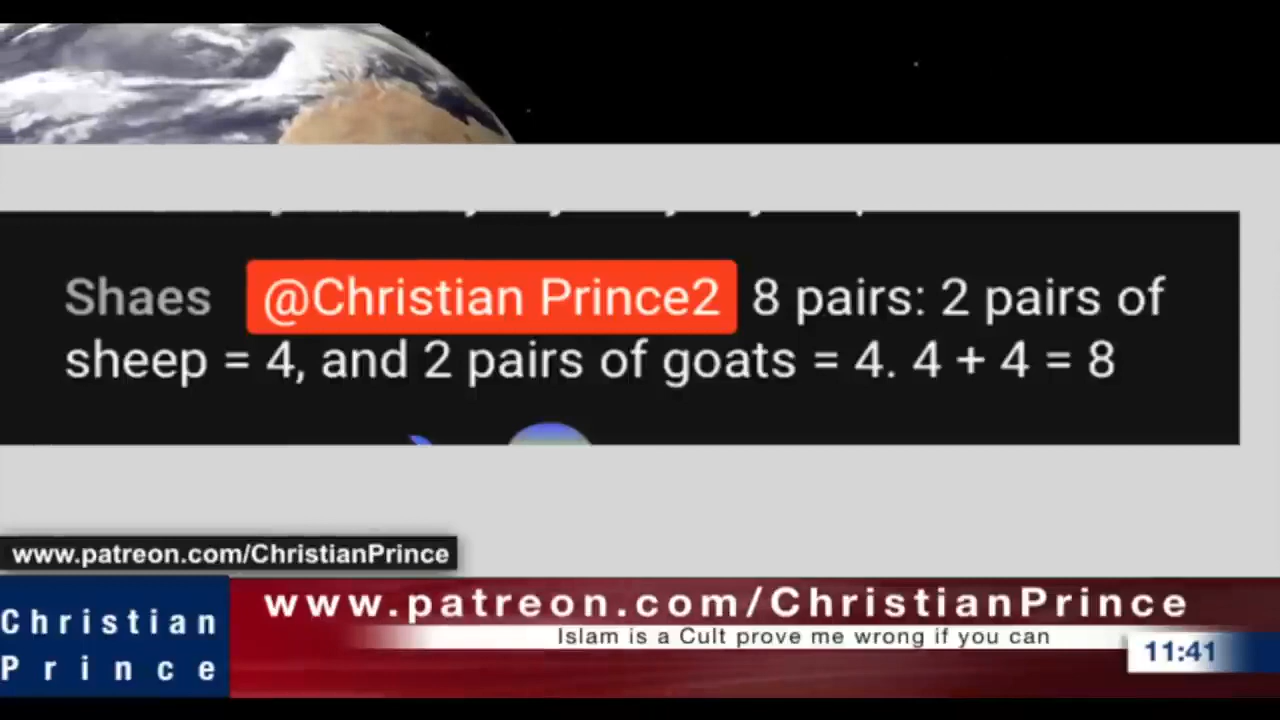 Shaes @Christian Prince2 8 pairs: 2 pairs of
sheep = 4, and 2 pairs of goats = 4. 4 + 4 = 8
www.patreon.com/ChristianPrince
Christian
Prince
www.patreon.com/ChristianPrince
Islam is a Cult prove me wrong if you can
11:41